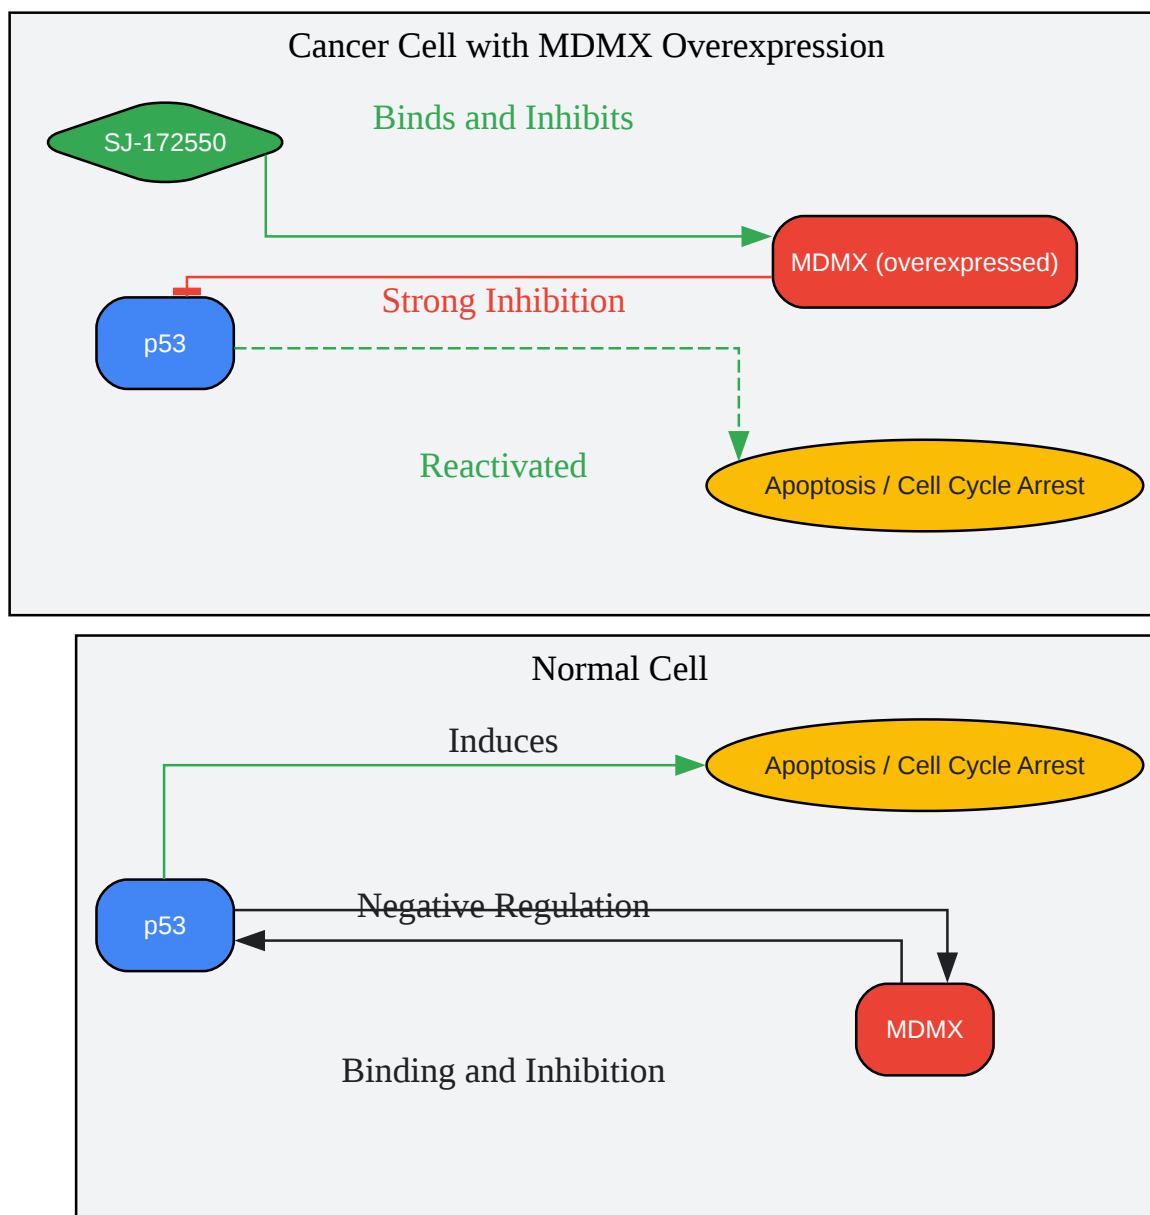 Cancer Cell with MDMX Overexpression
Binds and Inhibits
SJ-172550
MDMX (overexpressed)
Strong Inhibition
p53
Reactivated
Apoptosis / Cell Cycle Arrest
Normal Cell
Induces
Apoptosis / Cell Cycle Arrest
Negative Regulation
p53
MDMX
Binding and Inhibition